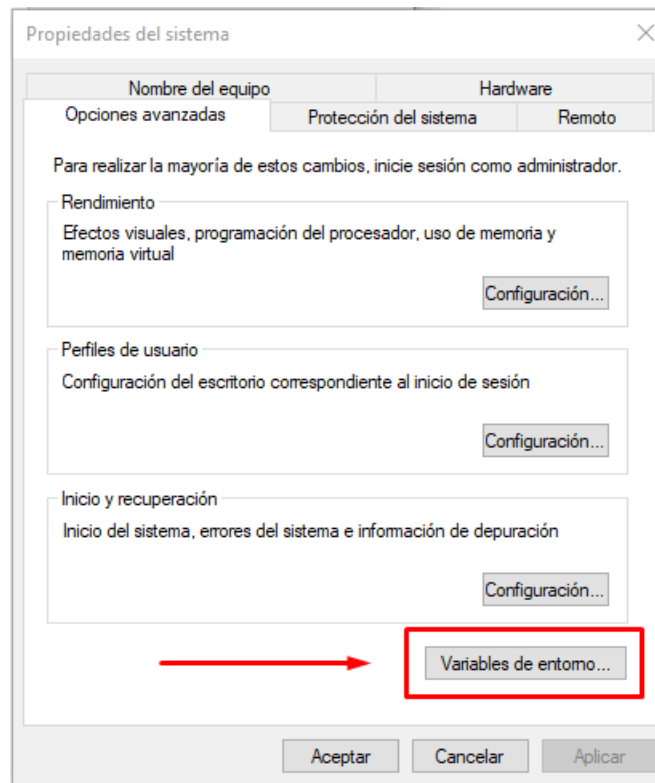 Propiedades del sistema
Nombre del equipo
Hardware
Opciones avanzadas
Protección del sistema
Remoto
Para realizar la mayoría de estos cambios, inicie sesión como administrador.
Rendimiento
Efectos visuales, programación del procesador, uso de memoria y
memoria virtual
Configuración...
Perfiles de usuario
Configuración del escritorio correspondiente al inicio de sesión
Configuración...
Inicio y recuperación
Inicio del sistema, errores del sistema e información de depuración
Configuración...
Variables de entorno...
Aceptar
Cancelar
Aplicar